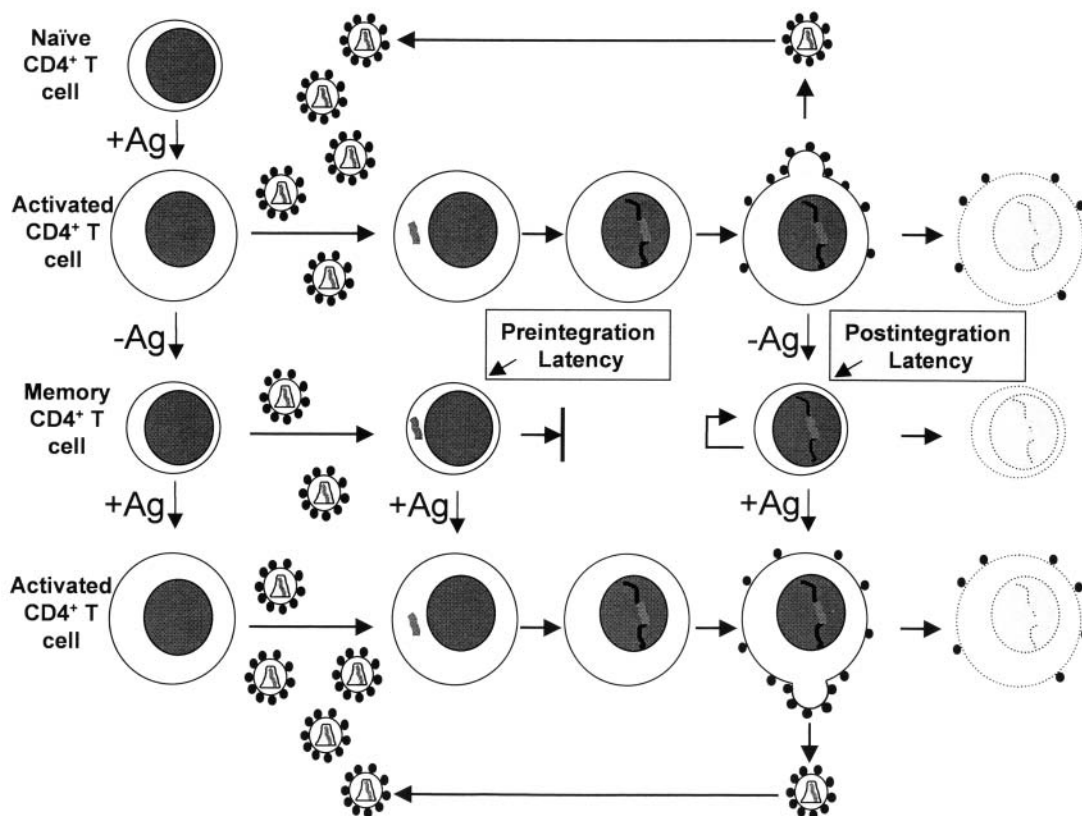 Naïve
CD4⁺ T
cell
+Ag
Activated
CD4⁺ T
cell
-Ag
Preintegration
Latency
-Ag
Postintegration
Latency
Memory
CD4⁺ T
cell
+Ag
+Ag
+Ag
Activated
CD4⁺ T
cell